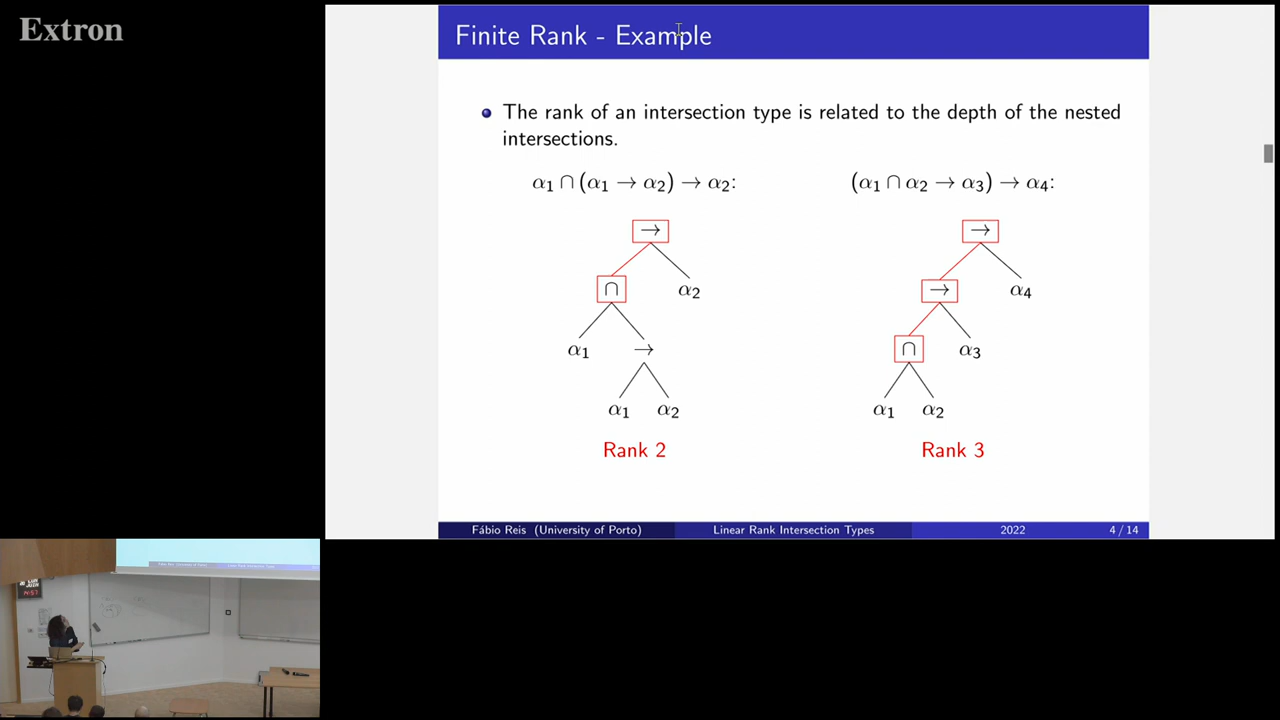 Extron
Finite Rank - Example
The rank of an intersection type is related to the depth of the nested
intersections.
α₁ ∩ (α₁ → α₂) → α₂:
(α₁ ∩ α₂ → α₃) → α₄:
→
→
∩
α₂
→
α₄
α₁
→
∩
α₃
α₁
α₂
α₁
α₂
Rank 2
Rank 3
Fábio Reis (University of Porto)
Linear Rank Intersection Types
2022
4 / 14
14:57